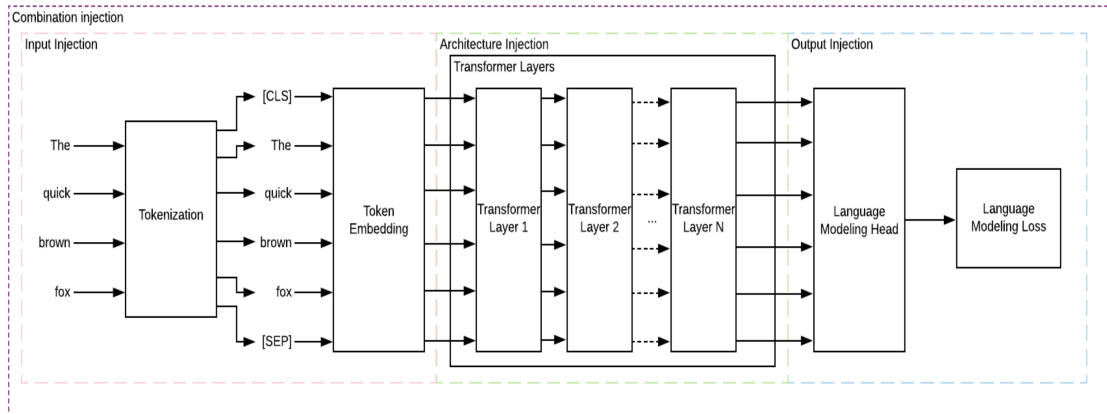 Combination injection
Input Injection
Architecture Injection
Output Injection
Transformer Layers
The
quick
brown
fox
Tokenization
[CLS]
The
quick
brown
fox
[SEP]
Token
Embedding
Transformer
Layer 1
Transformer
Layer 2
...
Transformer
Layer N
Language
Modeling Head
Language
Modeling Loss